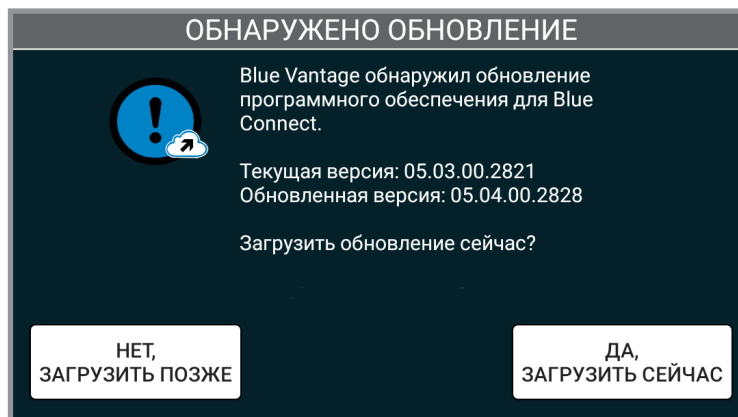 ОБНАРУЖЕНО ОБНОВЛЕНИЕ
Blue Vantage обнаружил обновление
программного обеспечения для Blue
Connect.
Текущая версия: 05.03.00.2821
Обновленная версия: 05.04.00.2828
Загрузить обновление сейчас?
НЕТ,
ЗАГРУЗИТЬ ПОЗЖЕ
ДА,
ЗАГРУЗИТЬ СЕЙЧАС